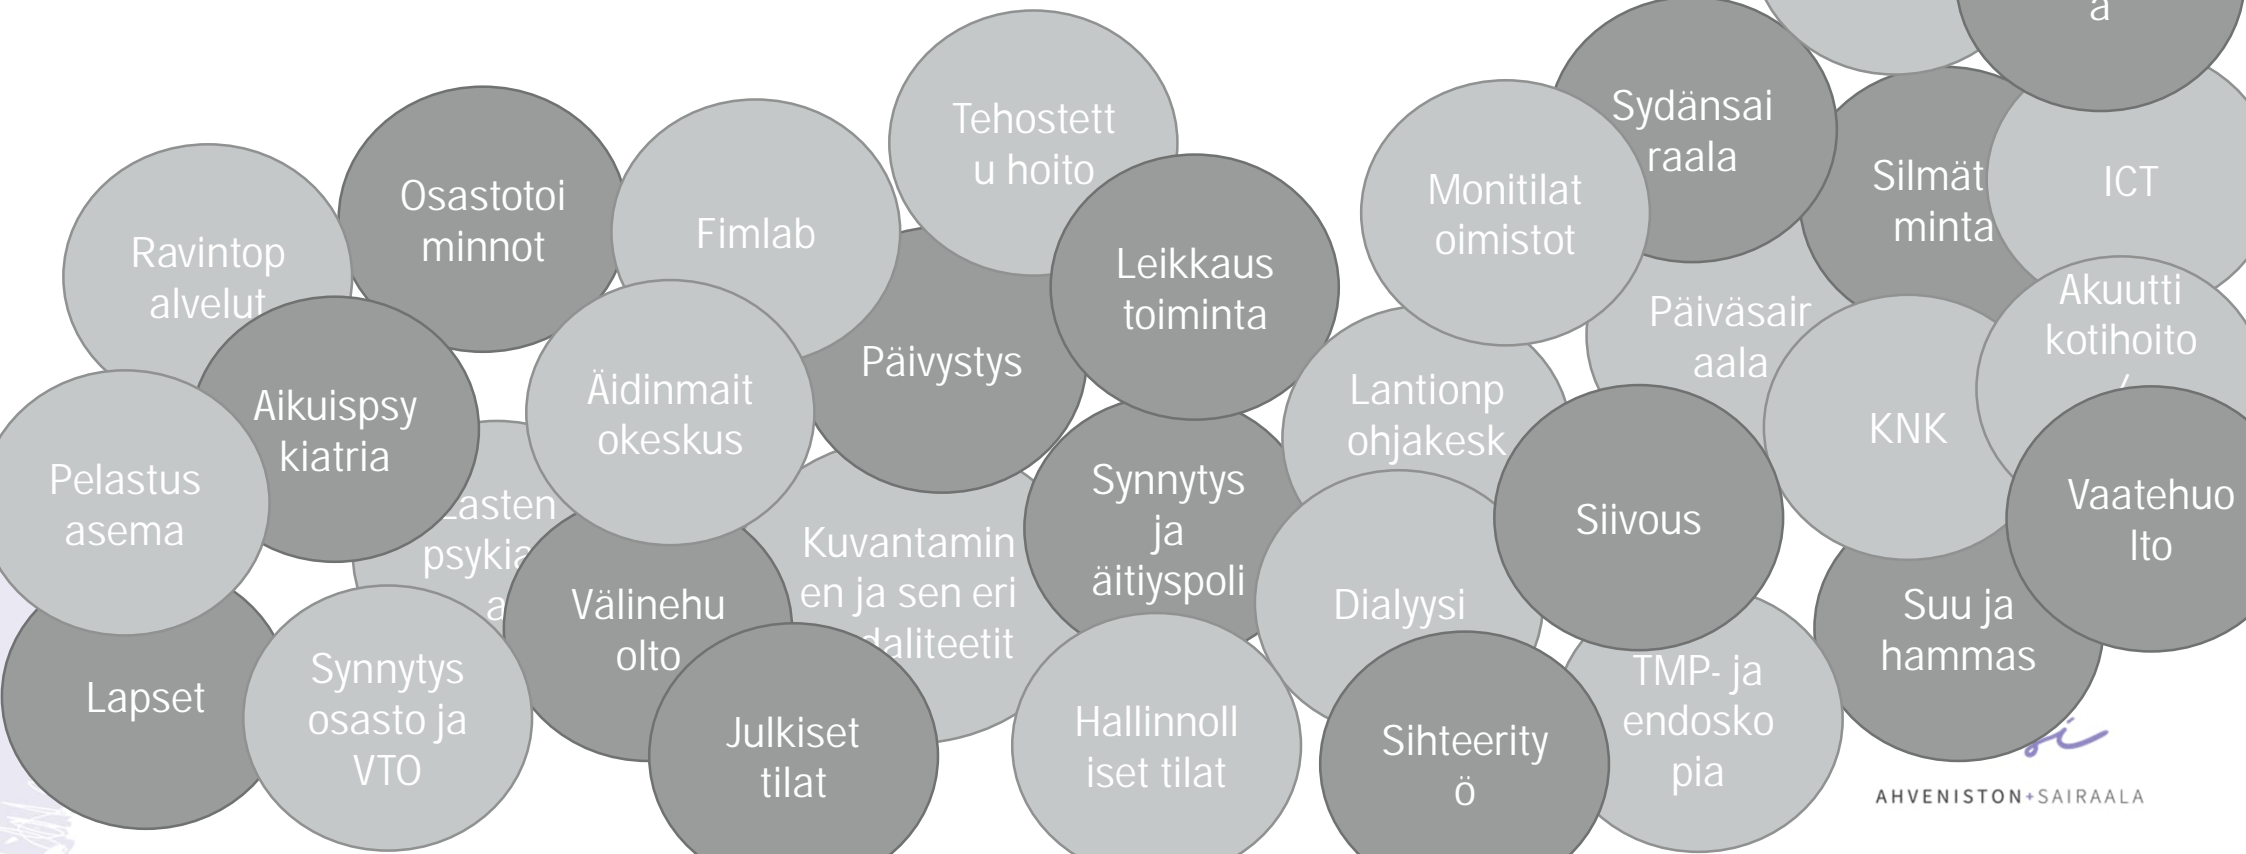 a
Tehostett
u hoito
Sydänsai
raala
Osastotoi
minnot
Monitilat
oimistot
Silmät
minta
ICT
Ravintop
alvelut
Fimlab
Leikkaus
toiminta
Päiväsair
aala
Akuutti
kotihoito
/
Päivystys
Aikuispsy
kiatria
Äidinmait
okeskus
Lantionp
ohjakesk
KNK
Pelastus
asema
Lasten
psykia
a
Kuvantamin
en ja sen eri
daliteetit
Synnytys
ja
äitiyspoli
Siivous
Vaatehuo
lto
Välinehu
olto
Dialyysi
Suu ja
hammas
Lapset
Synnytys
osasto ja
VTO
Julkiset
tilat
Hallinnoll
iset tilat
Sihteerity
ö
TMP- ja
endosko
pia
AHVENISTON+SAIRAALA